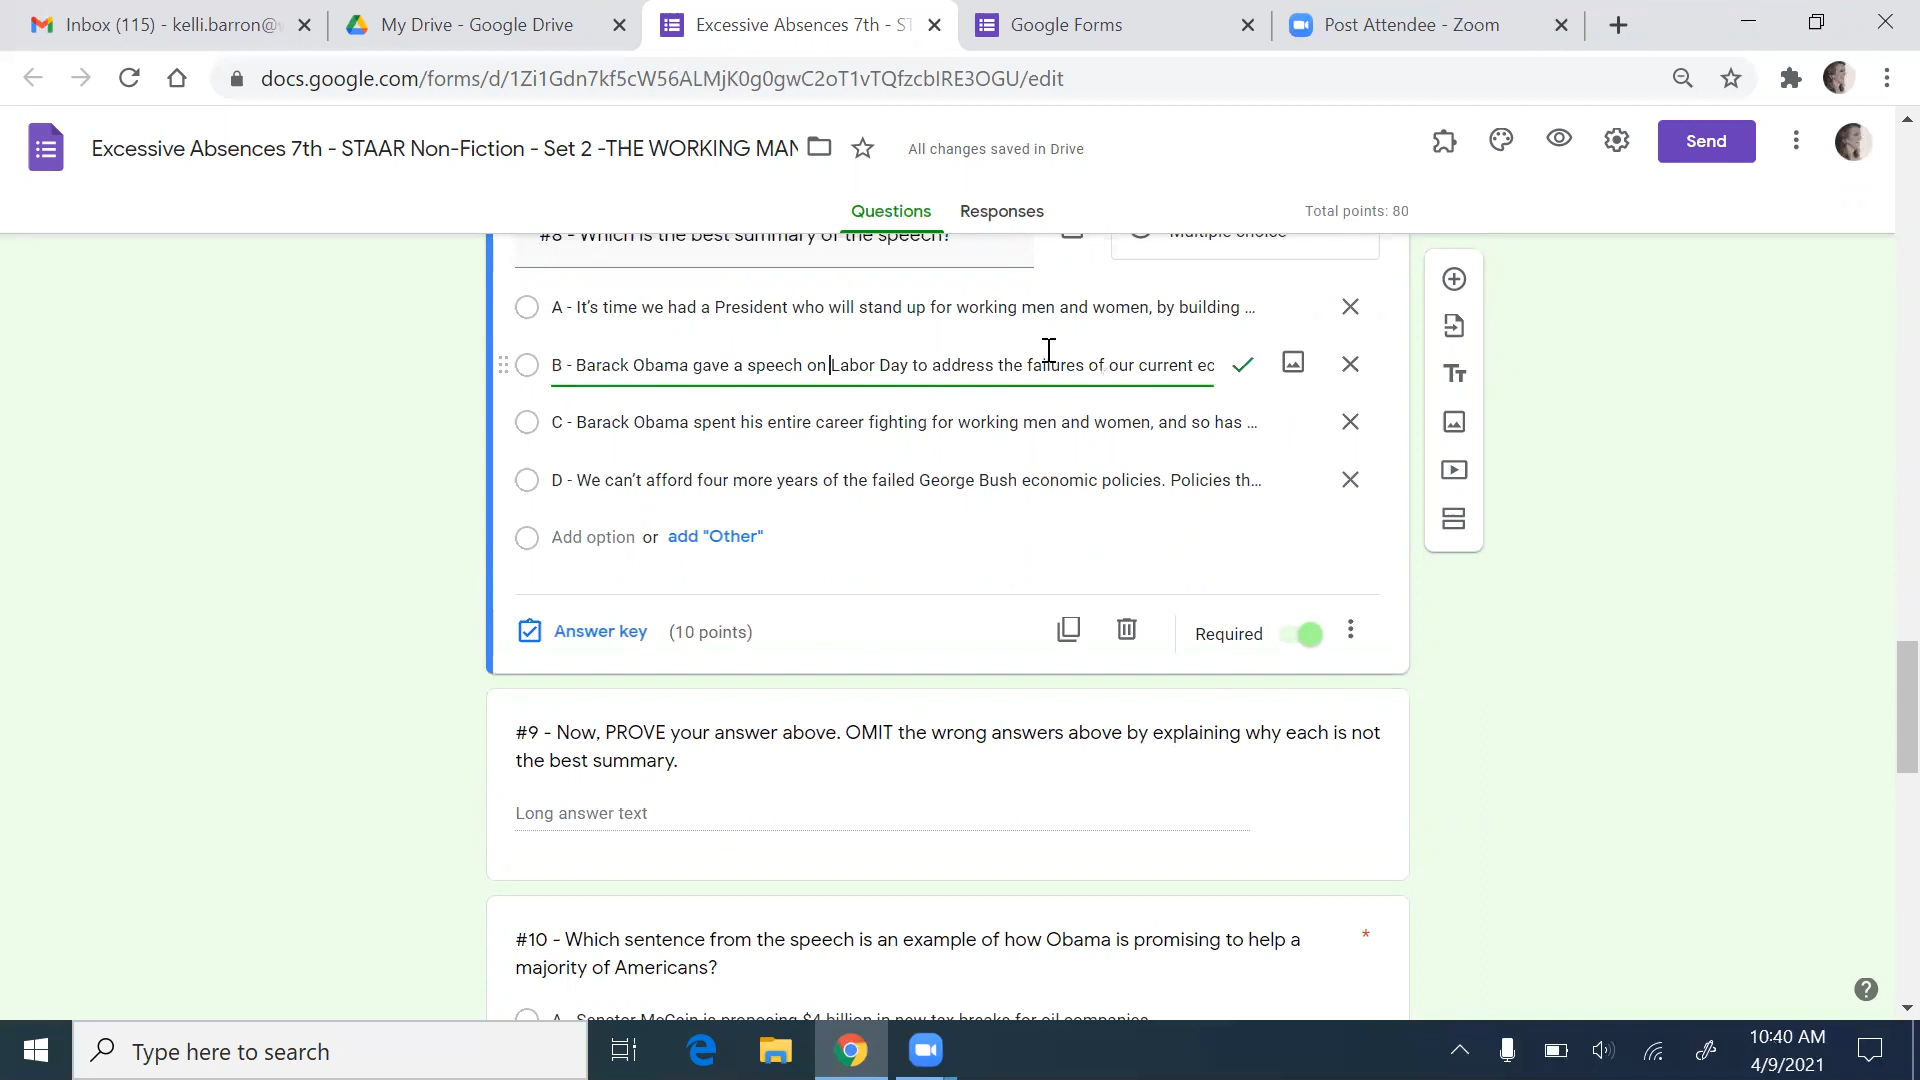 Inbox (115) - kelli.barron@
My Drive - Google Drive
Excessive Absences 7th - ST
Google Forms
Post Attendee - Zoom
docs.google.com/forms/d/1Zi1Gdn7kf5cW56ALMjK0g0gwC2oT1vTQfzcbIRE3OGU/edit
Excessive Absences 7th - STAAR Non-Fiction - Set 2 -THE WORKING MAN
All changes saved in Drive
Send
Questions
Responses
Total points: 80
#8 - Which is the best summary of the speech?
Multiple choice
A - It's time we had a President who will stand up for working men and women, by building ...
B - Barack Obama gave a speech on Labor Day to address the failures of our current ec
C - Barack Obama spent his entire career fighting for working men and women, and so has ...
D - We can't afford four more years of the failed George Bush economic policies. Policies th...
Add option or add "Other"
Answer key (10 points)
Required
#9 - Now, PROVE your answer above. OMIT the wrong answers above by explaining why each is not
the best summary.
Long answer text
#10 - Which sentence from the speech is an example of how Obama is promising to help a
majority of Americans?
*
A - Senator McCain is proposing $4 billion in new tax breaks for oil companies.
Type here to search
10:40 AM
4/9/2021